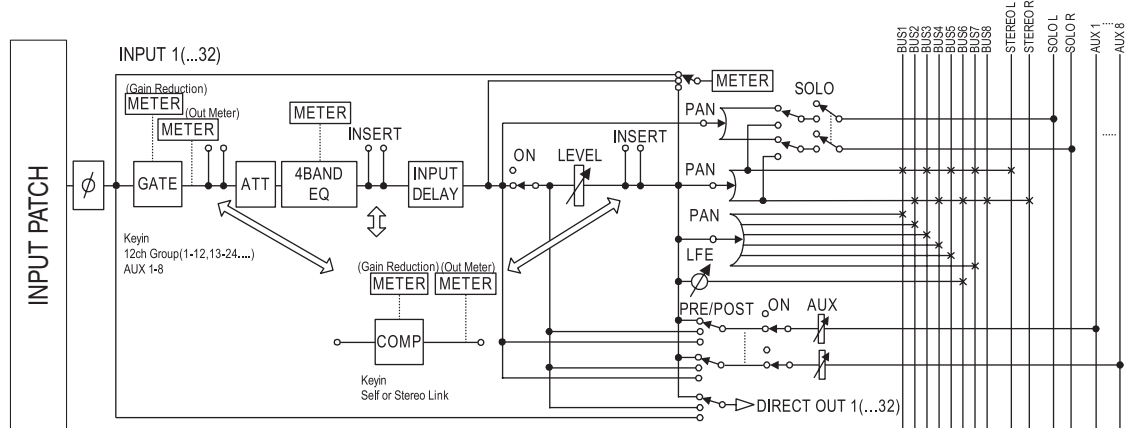 BUS1
BUS2
BUS3
BUS4
BUS5
BUS6
BUS7
BUS8
STEREO L
STEREO R
SOLO L
SOLO R
AUX 1
AUX 8
INPUT PATCH
INPUT 1(...32)
(Gain Reduction)
METER
(Out Meter)
METER
METER
INSERT
METER
SOLO
PAN
INSERT
ON
LEVEL
ϕ
GATE
ATT
4BAND
EQ
INPUT
DELAY
PAN
PAN
Keyin
12ch Group(1-12,13-24....)
AUX 1-8
LFE
(Gain Reduction)
(Out Meter)
METER
METER
PRE/POST
ON
AUX
COMP
Keyin
Self or Stereo Link
DIRECT OUT 1(...32)